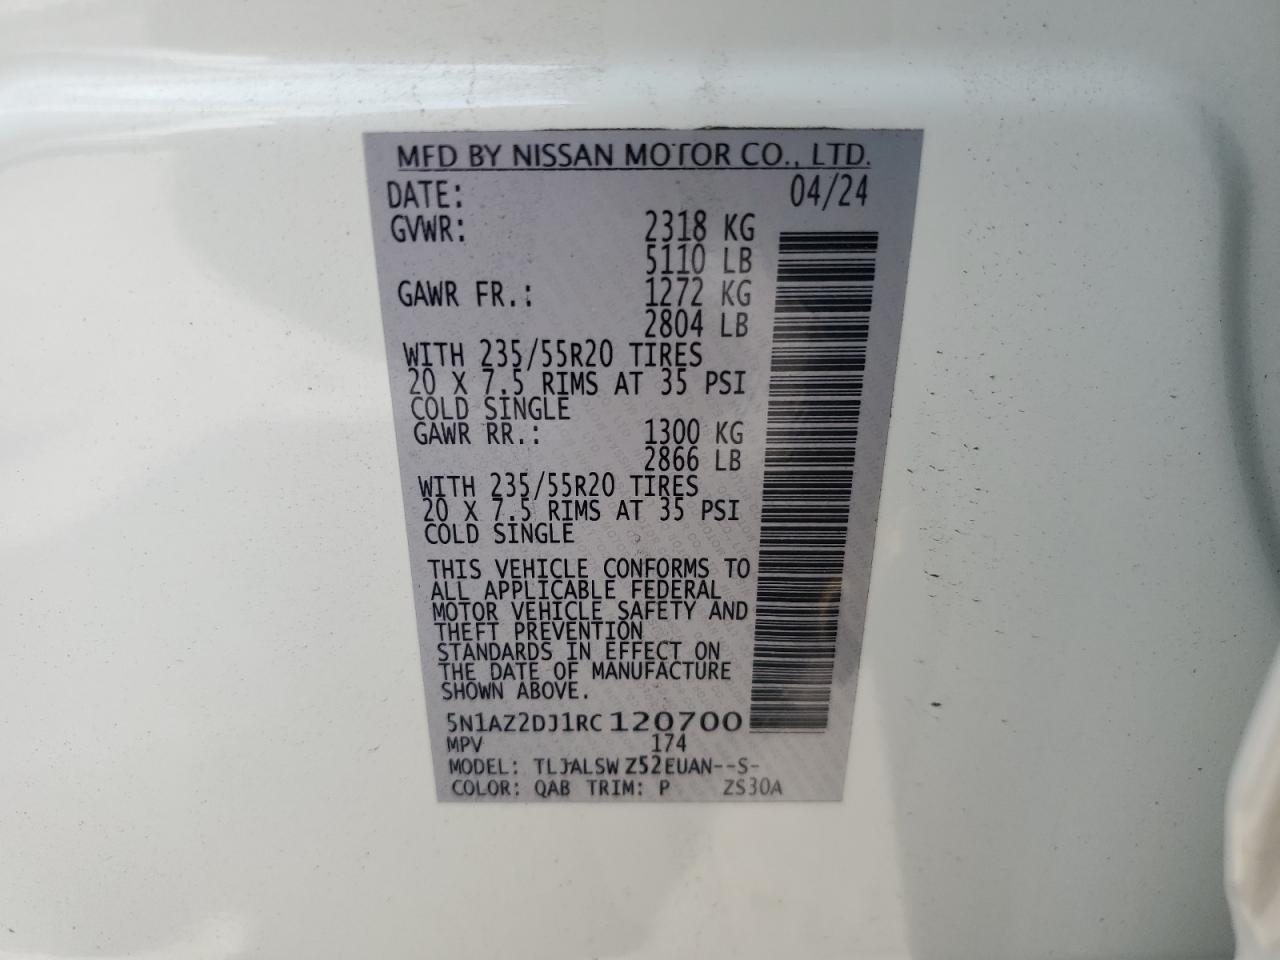 MFD BY NISSAN MOTOR CO., LTD.
DATE: 04/24
GVWR: 2318 KG
5110 LB
GAWR FR.: 1272 KG
2804 LB
WITH 235/55R20 TIRES
20 X 7.5 RIMS AT 35 PSI
COLD SINGLE
GAWR RR.: 1300 KG
2866 LB
WITH 235/55R20 TIRES
20 X 7.5 RIMS AT 35 PSI
COLD SINGLE
THIS VEHICLE CONFORMS TO
ALL APPLICABLE FEDERAL
MOTOR VEHICLE SAFETY AND
THEFT PREVENTION
STANDARDS IN EFFECT ON
THE DATE OF MANUFACTURE
SHOWN ABOVE.
5N1AZ2DJ1RC120700
MPV 174
MODEL: TLJALSW Z52EUAN--S-
COLOR: QAB TRIM: P ZS30A